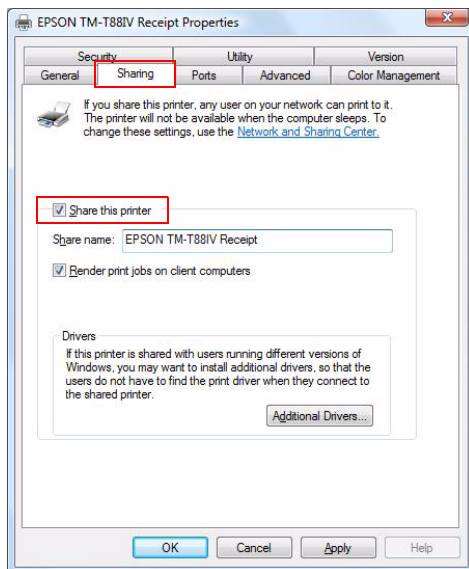 EPSON TM-T88IV Receipt Properties
Security Utility Version
General Sharing Ports Advanced Color Management
If you share this printer, any user on your network can print to it.
The printer will not be available when the computer sleeps. To
change these settings, use the Network and Sharing Center.
Share this printer
Share name: EPSON TM-T88IV Receipt
Render print jobs on client computers
Drivers
If this printer is shared with users running different versions of
Windows, you may want to install additional drivers, so that the
users do not have to find the print driver when they connect to
the shared printer.
Additional Drivers...
OK Cancel Apply Help